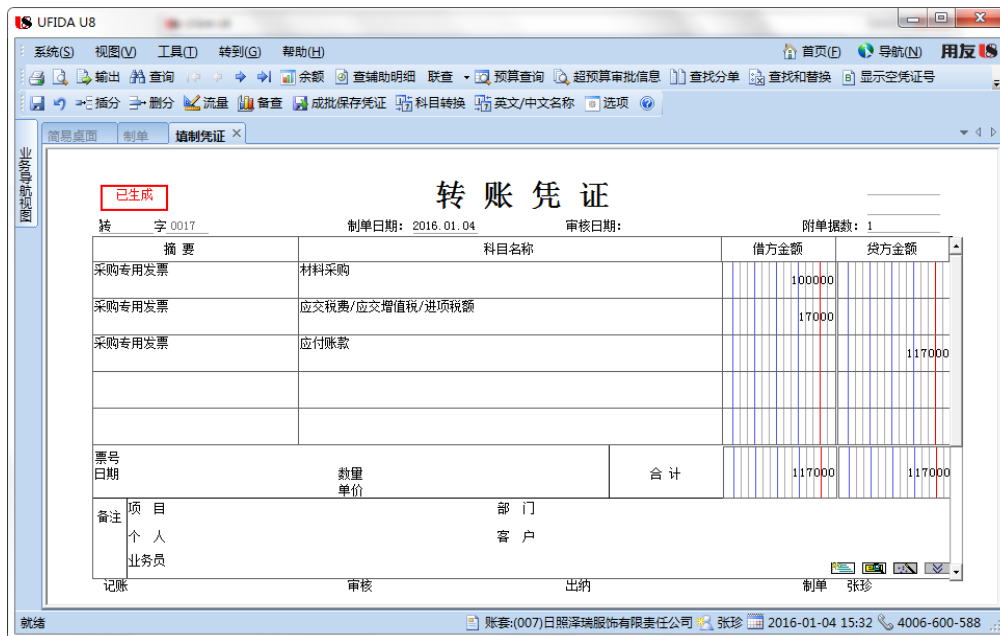 UFIDA U8
系统(S) 视图(V) 工具(T) 转到(G) 帮助(H) 首页(F) 导航(N) 用友
输出 查询 余额 查辅助明细 联查 预算查询 超预算审批信息 查找分单 查找和替换 显示空凭证号
插分 删分 流量 备查 成批保存凭证 科目转换 英文/中文名称 选项
简易桌面 制单 填制凭证
业务导航视图
已生成
转账凭证
转 字 0017 制单日期: 2016.01.04 审核日期: 附单据数: 1
摘 要 科目名称 借方金额 贷方金额
采购专用发票 材料采购 100000
采购专用发票 应交税费/应交增值税/进项税额 17000
采购专用发票 应付账款 117000
票号
日期 数量 合 计 117000 117000
单价
备注 项 目 部 门
个 人 客 户
业务员
记账 审核 出纳 制单 张珍
就绪 账套:(007)日照泽瑞服饰有限责任公司 张珍 2016-01-04 15:32 4006-600-588